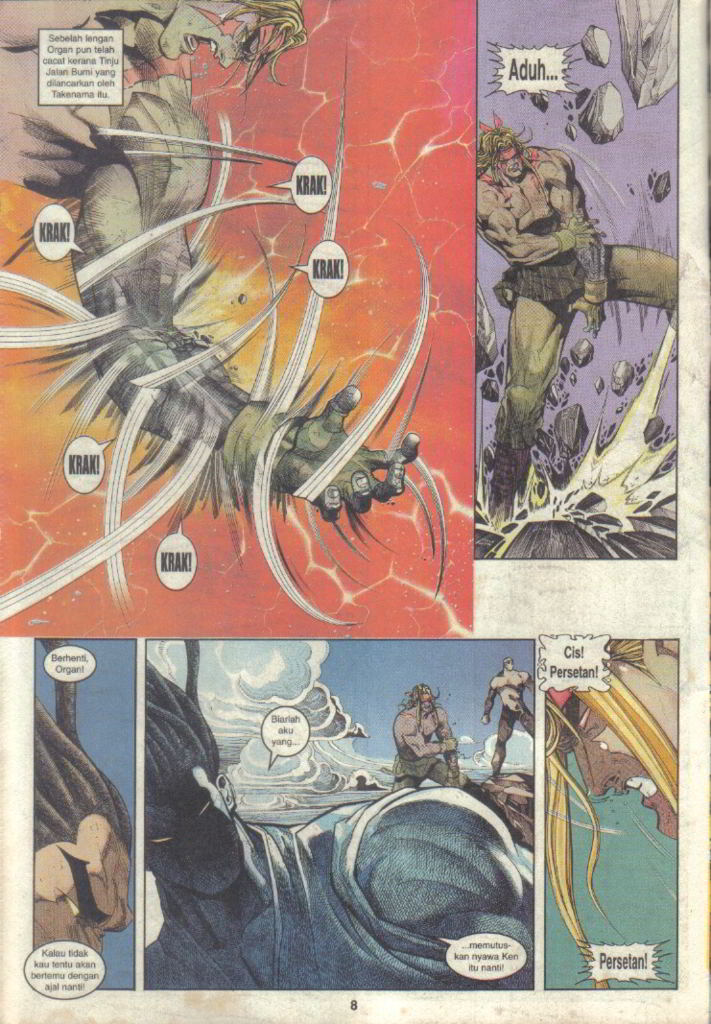 Sebelah lengan
Organ pun telah
cacat kerana Tinju
Jalan Bumi yang
dilancarkan oleh
Takenama itu.
KRAK!
KRAK!
KRAK!
KRAK!
KRAK!
Aduh...
Berhenti,
Organ!
Kalau tidak
kau tentu akan
bertemu dengan
ajal nanti!
Biarlah
aku
yang...
...memutus-
kan nyawa Ken
itu nanti!
Cis!
Persetan!
Persetan!
8